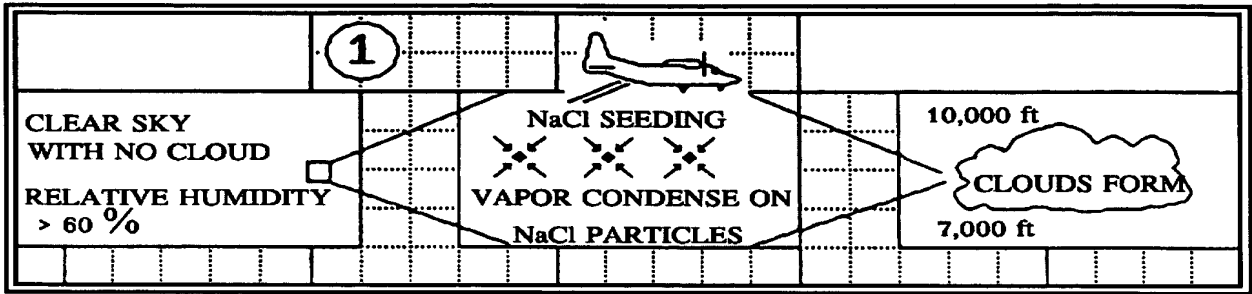 1
CLEAR SKY
WITH NO CLOUD
RELATIVE HUMIDITY
> 60 %
NaCl SEEDING
VAPOR CONDENSE ON
NaCl PARTICLES
10,000 ft
CLOUDS FORM
7,000 ft